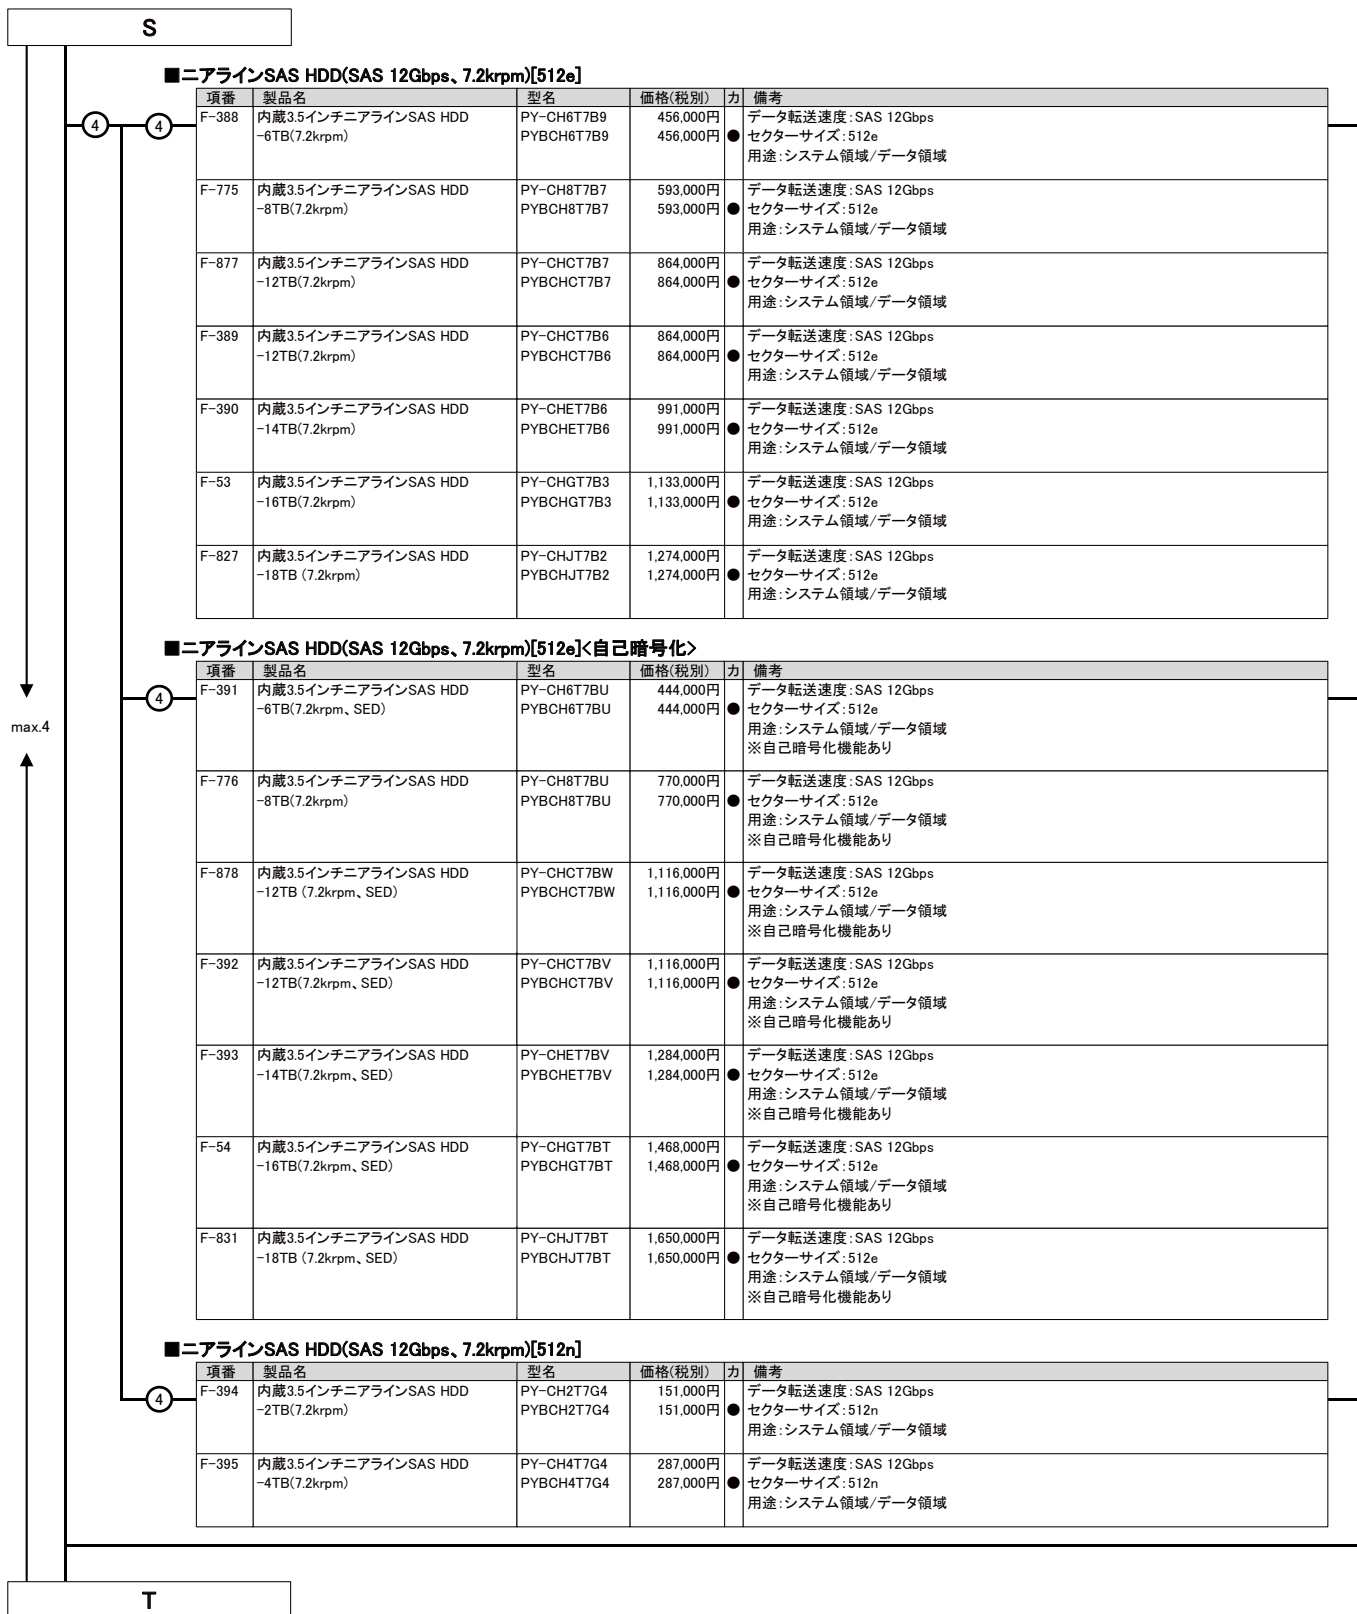 S
■ニアラインSAS HDD(SAS 12Gbps、7.2krpm)[512e]
項番 製品名 型名 価格(税別) カ 備考
F-388 内蔵3.5インチニアラインSAS HDD PY-CH6T7B9 456,000円 データ転送速度:SAS 12Gbps
④ ④ -6TB(7.2krpm) PYBCH6T7B9 456,000円 ● セクターサイズ:512e
用途:システム領域/データ領域
F-775 内蔵3.5インチニアラインSAS HDD PY-CH8T7B7 593,000円 データ転送速度:SAS 12Gbps
-8TB(7.2krpm) PYBCH8T7B7 593,000円 ● セクターサイズ:512e
用途:システム領域/データ領域
F-877 内蔵3.5インチニアラインSAS HDD PY-CHCT7B7 864,000円 データ転送速度:SAS 12Gbps
-12TB(7.2krpm) PYBCHCT7B7 864,000円 ● セクターサイズ:512e
用途:システム領域/データ領域
F-389 内蔵3.5インチニアラインSAS HDD PY-CHCT7B6 864,000円 データ転送速度:SAS 12Gbps
-12TB(7.2krpm) PYBCHCT7B6 864,000円 ● セクターサイズ:512e
用途:システム領域/データ領域
F-390 内蔵3.5インチニアラインSAS HDD PY-CHET7B6 991,000円 データ転送速度:SAS 12Gbps
-14TB(7.2krpm) PYBCHET7B6 991,000円 ● セクターサイズ:512e
用途:システム領域/データ領域
F-53 内蔵3.5インチニアラインSAS HDD PY-CHGT7B3 1,133,000円 データ転送速度:SAS 12Gbps
-16TB(7.2krpm) PYBCHGT7B3 1,133,000円 ● セクターサイズ:512e
用途:システム領域/データ領域
F-827 内蔵3.5インチニアラインSAS HDD PY-CHJT7B2 1,274,000円 データ転送速度:SAS 12Gbps
-18TB (7.2krpm) PYBCHJT7B2 1,274,000円 ● セクターサイズ:512e
用途:システム領域/データ領域
■ニアラインSAS HDD(SAS 12Gbps、7.2krpm)[512e]<自己暗号化>
項番 製品名 型名 価格(税別) カ 備考
F-391 内蔵3.5インチニアラインSAS HDD PY-CH6T7BU 444,000円 データ転送速度:SAS 12Gbps
④ -6TB(7.2krpm、SED) PYBCH6T7BU 444,000円 ● セクターサイズ:512e
max.4 用途:システム領域/データ領域
※自己暗号化機能あり
F-776 内蔵3.5インチニアラインSAS HDD PY-CH8T7BU 770,000円 データ転送速度:SAS 12Gbps
-8TB(7.2krpm) PYBCH8T7BU 770,000円 ● セクターサイズ:512e
用途:システム領域/データ領域
※自己暗号化機能あり
F-878 内蔵3.5インチニアラインSAS HDD PY-CHCT7BW 1,116,000円 データ転送速度:SAS 12Gbps
-12TB (7.2krpm、SED) PYBCHCT7BW 1,116,000円 ● セクターサイズ:512e
用途:システム領域/データ領域
※自己暗号化機能あり
F-392 内蔵3.5インチニアラインSAS HDD PY-CHCT7BV 1,116,000円 データ転送速度:SAS 12Gbps
-12TB(7.2krpm、SED) PYBCHCT7BV 1,116,000円 ● セクターサイズ:512e
用途:システム領域/データ領域
※自己暗号化機能あり
F-393 内蔵3.5インチニアラインSAS HDD PY-CHET7BV 1,284,000円 データ転送速度:SAS 12Gbps
-14TB(7.2krpm、SED) PYBCHET7BV 1,284,000円 ● セクターサイズ:512e
用途:システム領域/データ領域
※自己暗号化機能あり
F-54 内蔵3.5インチニアラインSAS HDD PY-CHGT7BT 1,468,000円 データ転送速度:SAS 12Gbps
-16TB(7.2krpm、SED) PYBCHGT7BT 1,468,000円 ● セクターサイズ:512e
用途:システム領域/データ領域
※自己暗号化機能あり
F-831 内蔵3.5インチニアラインSAS HDD PY-CHJT7BT 1,650,000円 データ転送速度:SAS 12Gbps
-18TB (7.2krpm、SED) PYBCHJT7BT 1,650,000円 ● セクターサイズ:512e
用途:システム領域/データ領域
※自己暗号化機能あり
■ニアラインSAS HDD(SAS 12Gbps、7.2krpm)[512n]
項番 製品名 型名 価格(税別) カ 備考
F-394 内蔵3.5インチニアラインSAS HDD PY-CH2T7G4 151,000円 データ転送速度:SAS 12Gbps
④ -2TB(7.2krpm) PYBCH2T7G4 151,000円 ● セクターサイズ:512n
用途:システム領域/データ領域
F-395 内蔵3.5インチニアラインSAS HDD PY-CH4T7G4 287,000円 データ転送速度:SAS 12Gbps
-4TB(7.2krpm) PYBCH4T7G4 287,000円 ● セクターサイズ:512n
用途:システム領域/データ領域
T